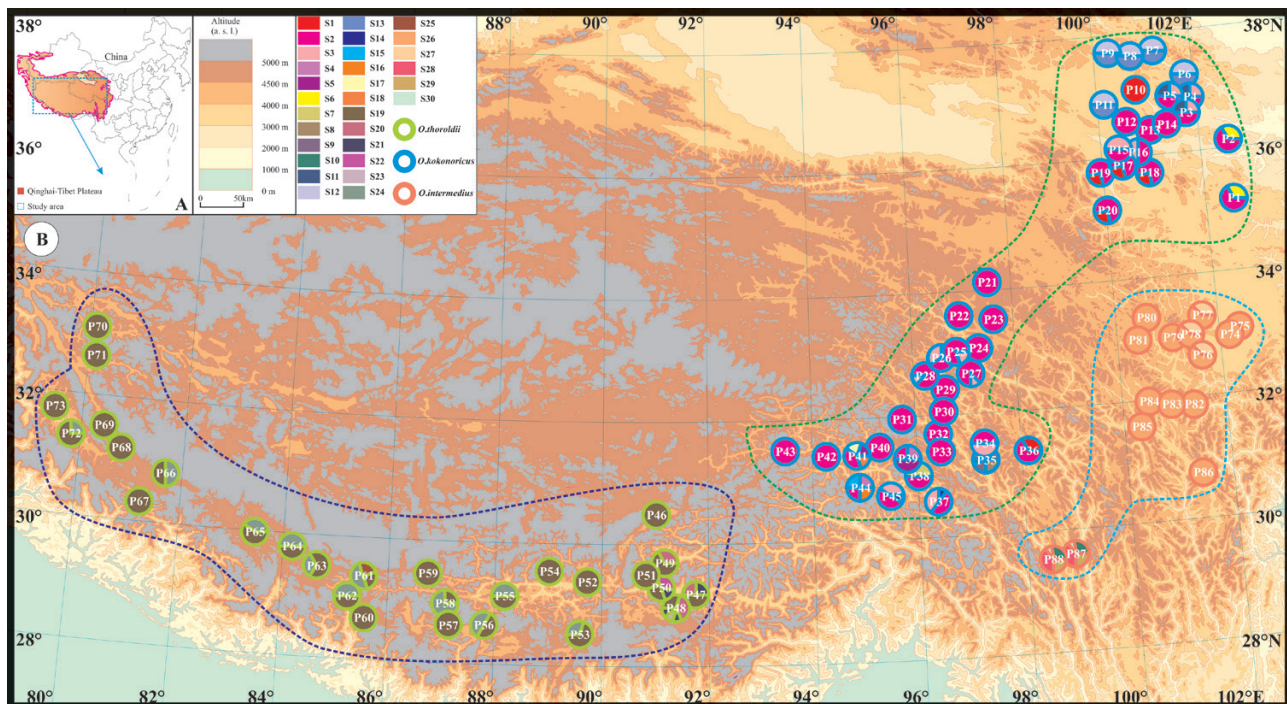 38°
36°
34°
32°
30°
28°
China
Qinghai-Tibet Plateau
Study area
A
Altitude
(a. s. l.)
5000 m
4500 m
4000 m
3000 m
2000 m
1000 m
0 m
0 50km
S1 S13 S25
S2 S14 S26
S3 S15 S27
S4 S16 S28
S5 S17 S29
S6 S18 S30
S7 S19 O.thoroldii
S8 S20 O.kokonoricus
S9 S21 O.intermedius
S10 S22
S11 S23
S12 S24
88° 90° 92° 94° 96° 98° 100° 102°E
38°N
36°
34°
32°
30°
28°N
B
P9 P8 P7
P6
P10 P5 P4
P11 P3
P12 P13 P14
P2
P15 P16
P19 P17 P18
P20 P1
P21
P22 P23
P25 P24
P26
P28 P27
P29
P31 P30
P32
P43 P42 P41 P40 P39 P33 P34 P36
P35
P38
P44 P45 P37
P80 P77 P75
P81 P79 P78 P74
P76
P84 P83 P82
P85
P86
P88 P87
P70
P71
P73
P72 P69
P68
P66
P67
P65
P64
P63
P61
P62
P60
P59
P58
P57 P56
P55
P54 P52
P53
P46
P49
P51
P50 P47
P48
80° 82° 84° 86° 88° 90° 92° 94° 96° 98° 100° 102°E